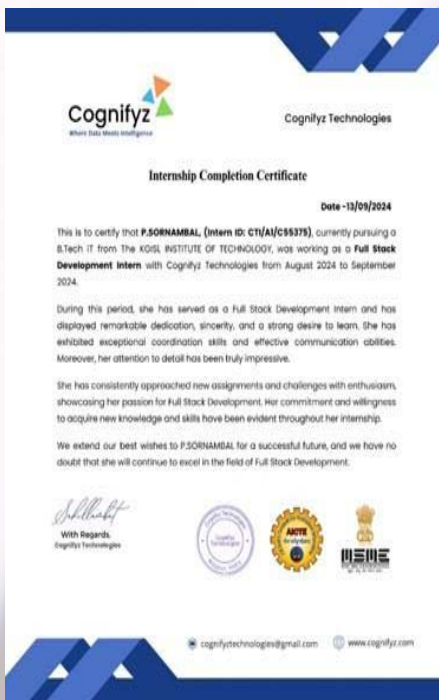 Cognifyz
Where Data Meets Intelligence
Cognifyz Technologies
Internship Completion Certificate
Date -13/09/2024
This is to certify that P.SORNAMBAL, (Intern ID: CTI/A1/C55375), currently pursuing a
B.Tech IT from The KGISL INSTITUTE OF TECHNOLOGY, was working as a Full Stack
Development Intern with Cognifyz Technologies from August 2024 to September
2024.
During this period, she has served as a Full Stack Development Intern and has
displayed remarkable dedication, sincerity, and a strong desire to learn. She has
exhibited exceptional coordination skills and effective communication abilities.
Moreover, her attention to detail has been truly impressive.
She has consistently approached new assignments and challenges with enthusiasm,
showcasing her passion for Full Stack Development. Her commitment and willingness
to acquire new knowledge and skills have been evident throughout her internship.
We extend our best wishes to P.SORNAMBAL for a successful future, and we have no
doubt that she will continue to excel in the field of Full Stack Development.
With Regards,
Cognifyz Technologies
Cognifyz Technologies
AICTE
MSME
cognifyztechnologies@gmail.com
www.cognifyz.com